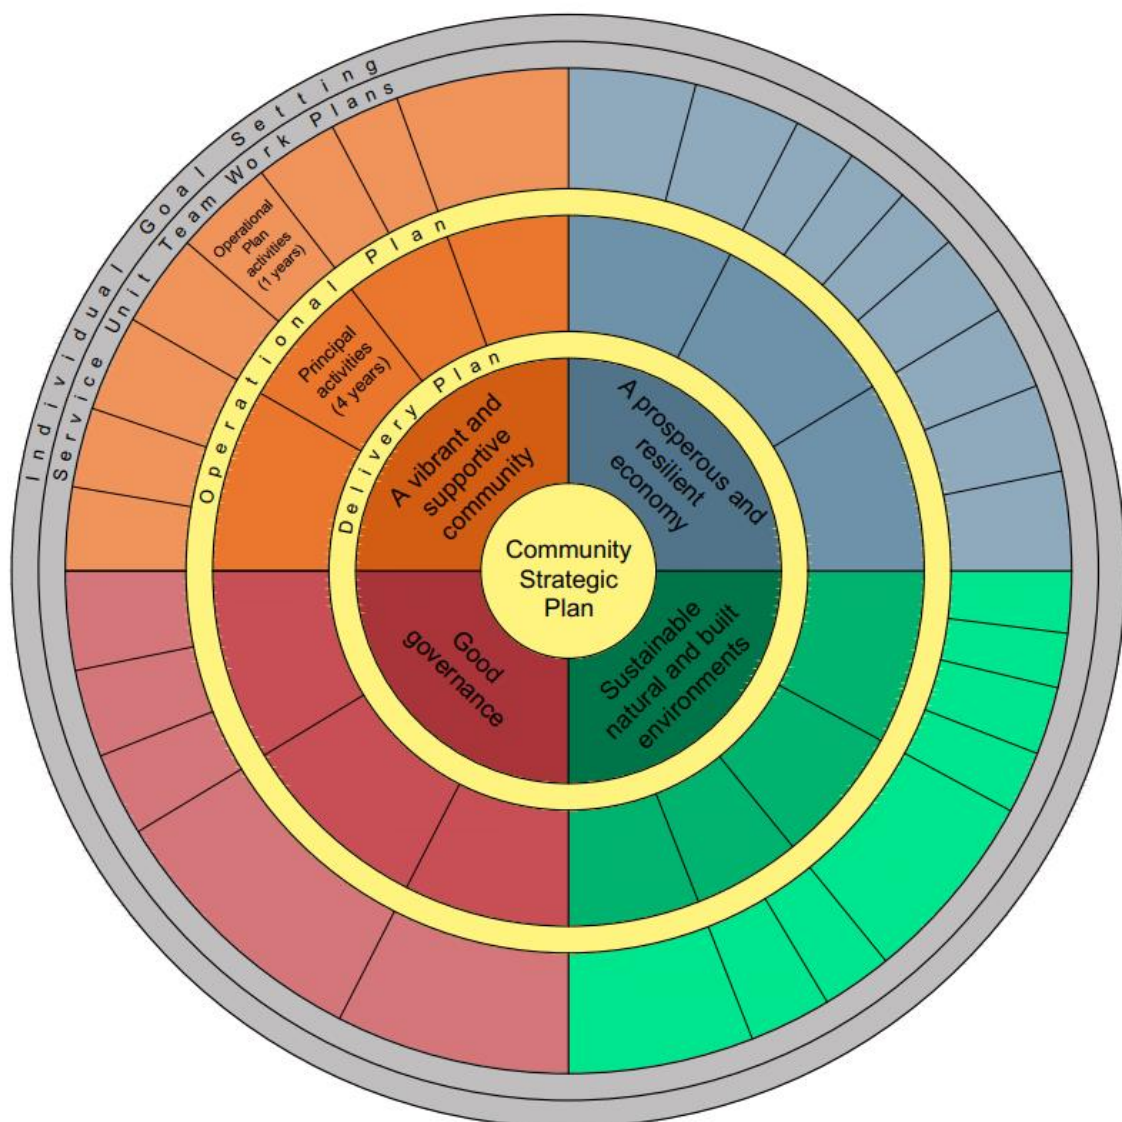 Individual Goal Setting
Service Unit Team Work Plans
Operational
Plan
activities
(1 years)
Operational Plan
Principal
activities
(4 years)
Delivery Plan
A vibrant and
supportive
community
A prosperous and
resilient
economy
Community
Strategic
Plan
Good
governance
Sustainable
natural and built
environments